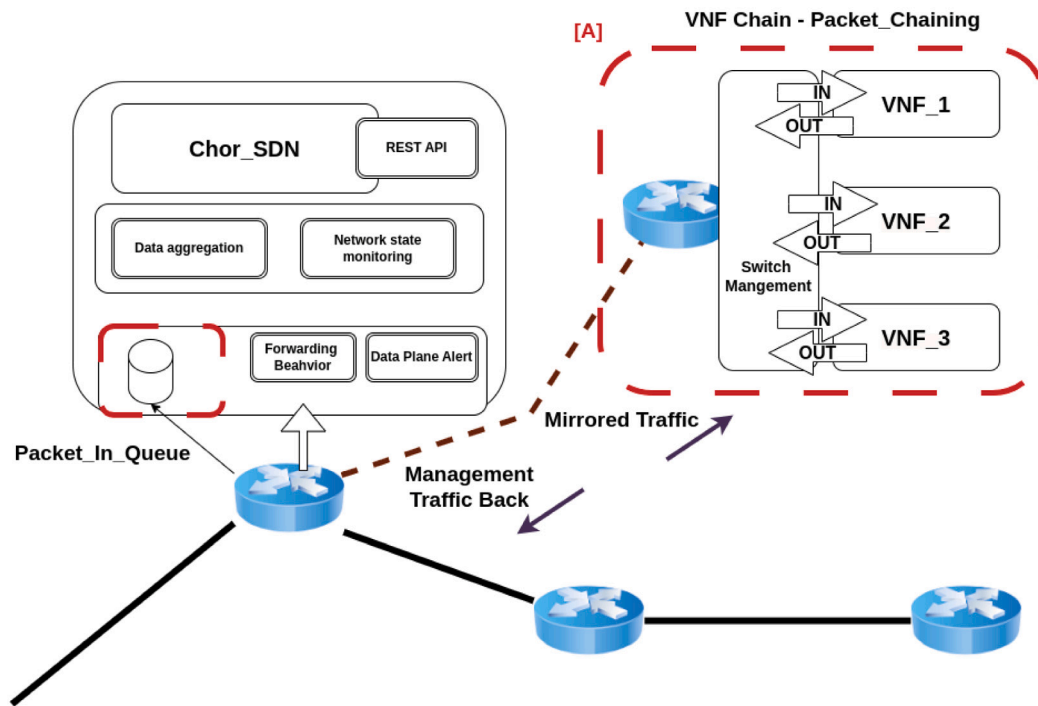 VNF Chain - Packet_Chaining
[A]
Chor_SDN
REST API
Data aggregation
Network state
monitoring
Forwarding
Beahvior
Data Plane Alert
Packet_In_Queue
IN
OUT
VNF_1
IN
OUT
VNF_2
Switch
Mangement
IN
OUT
VNF_3
Mirrored Traffic
Management
Traffic Back